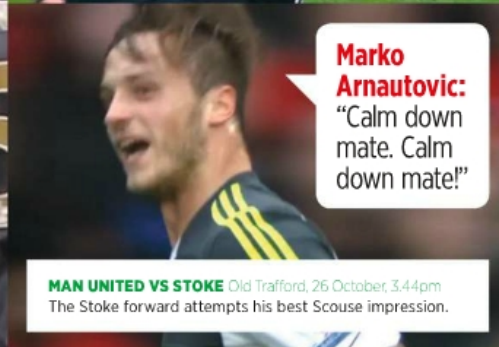 Marko
Arnautovic:
“Calm down
mate. Calm
down mate!”
MAN UNITED VS STOKE Old Trafford, 26 October, 3.44pm
The Stoke forward attempts his best Scouse impression.